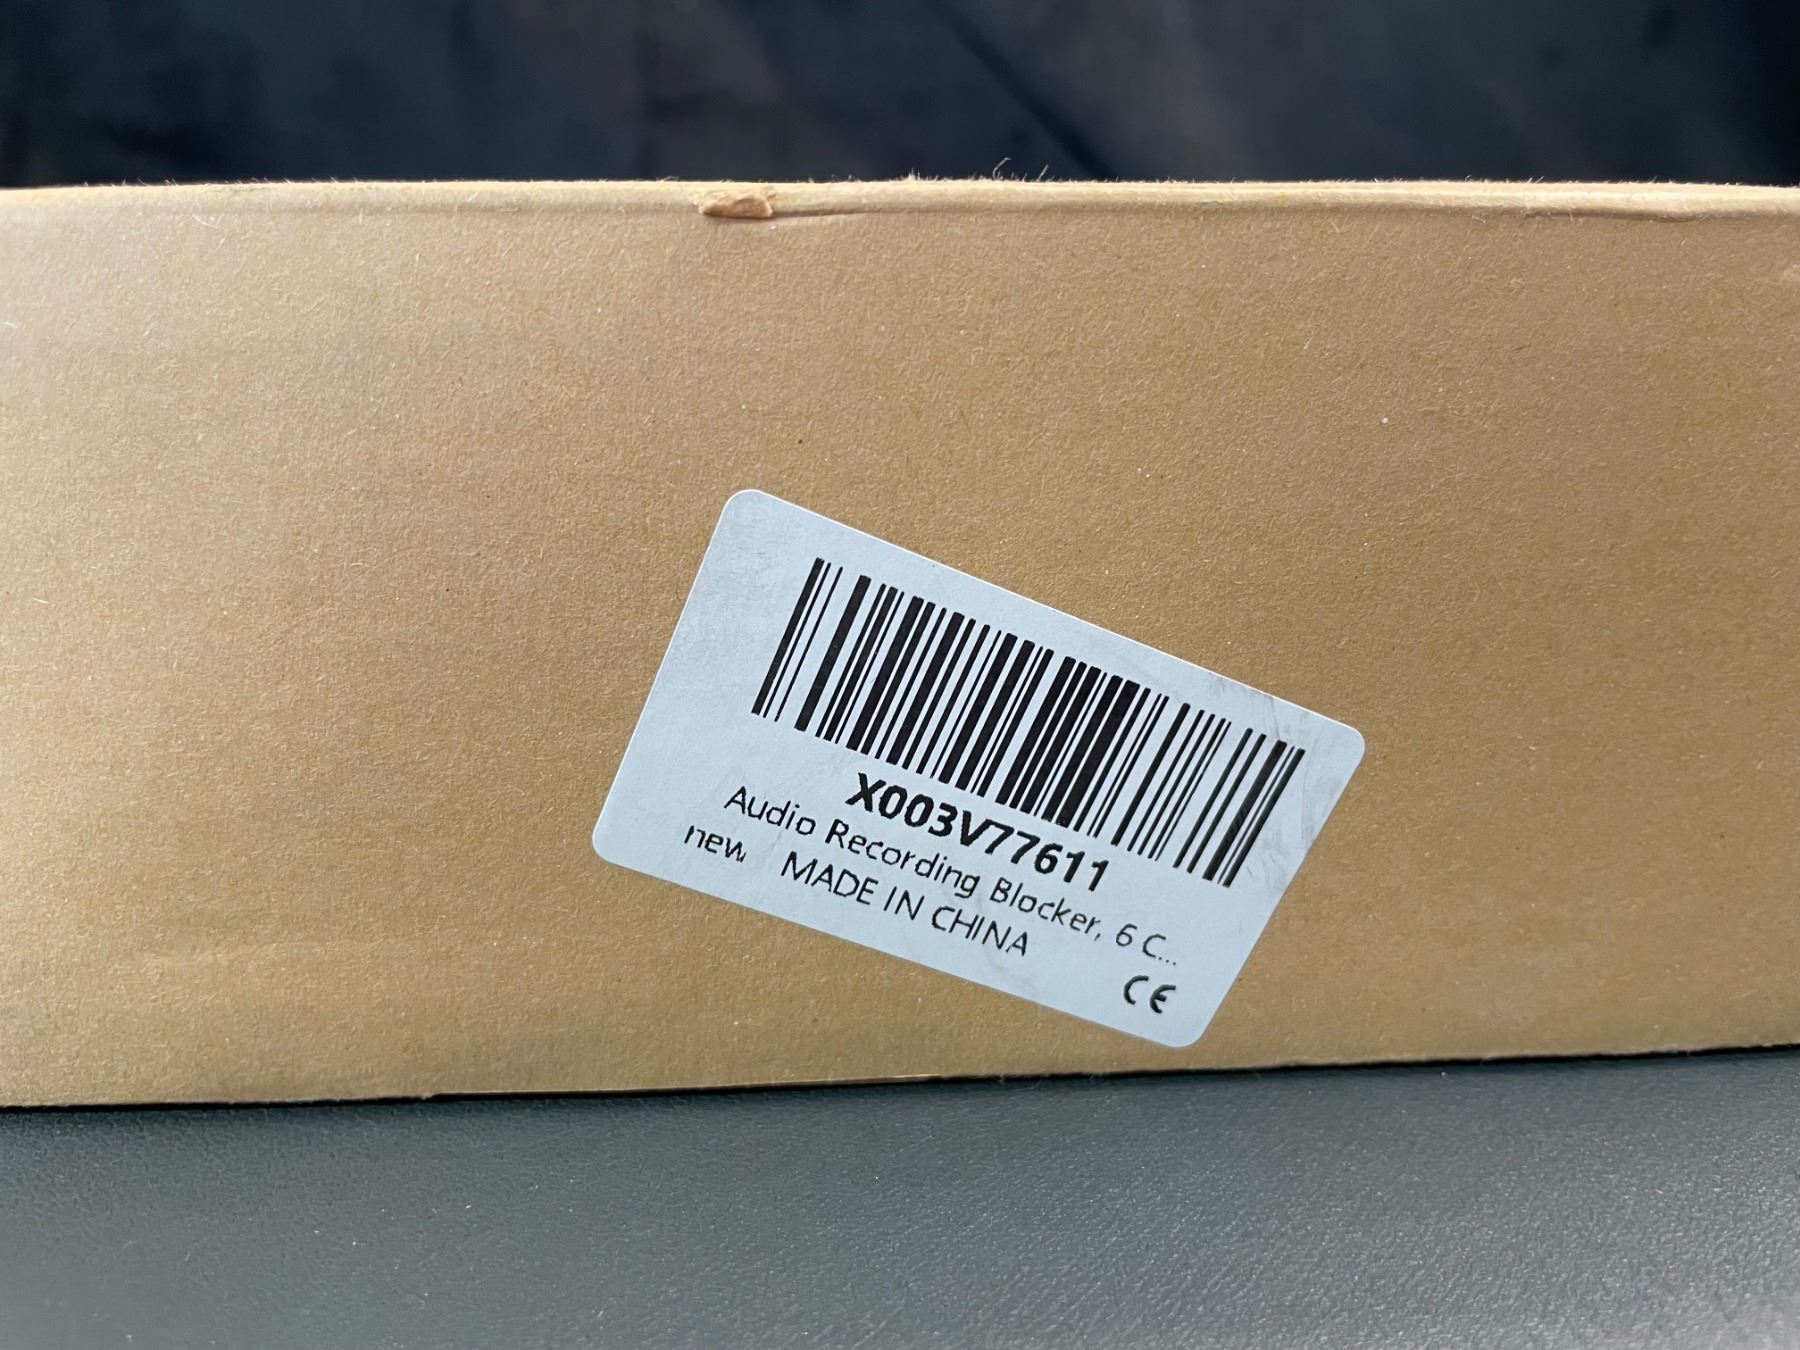 X003V77611
Audio Recording Blocker, 6 C...
new MADE IN CHINA
CE